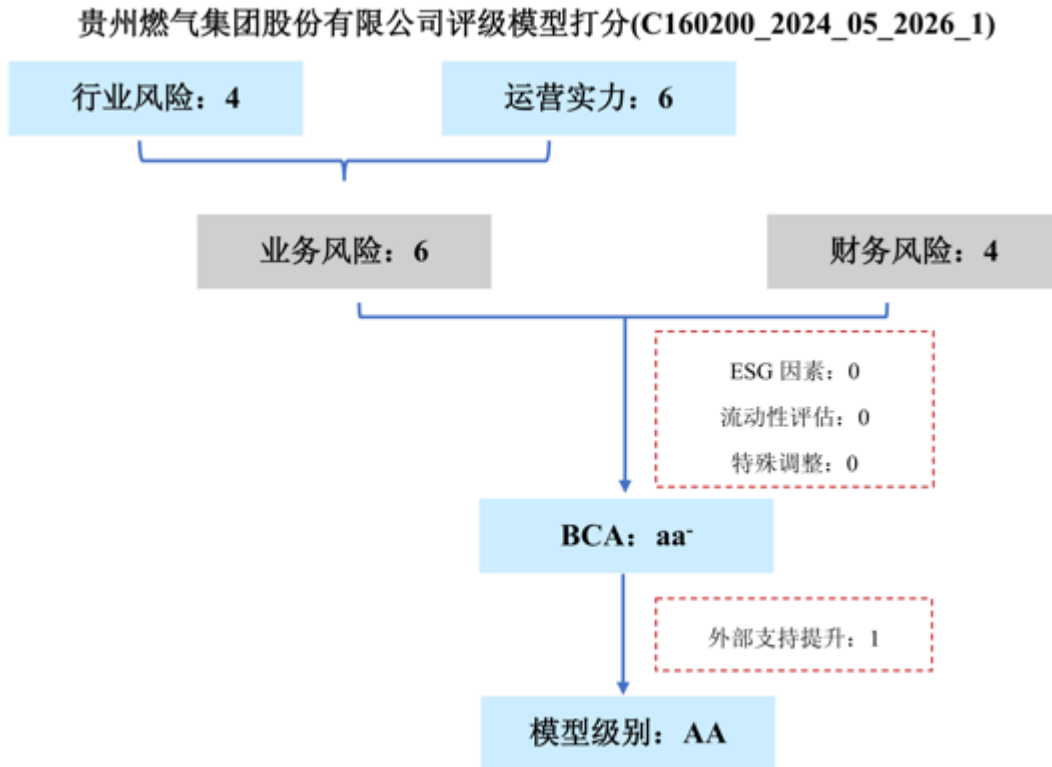 贵州燃气集团股份有限公司评级模型打分(C160200_2024_05_2026_1)
行业风险：4
运营实力：6
业务风险：6
财务风险：4
ESG 因素：0
流动性评估：0
特殊调整：0
BCA：aa-
外部支持提升：1
模型级别：AA